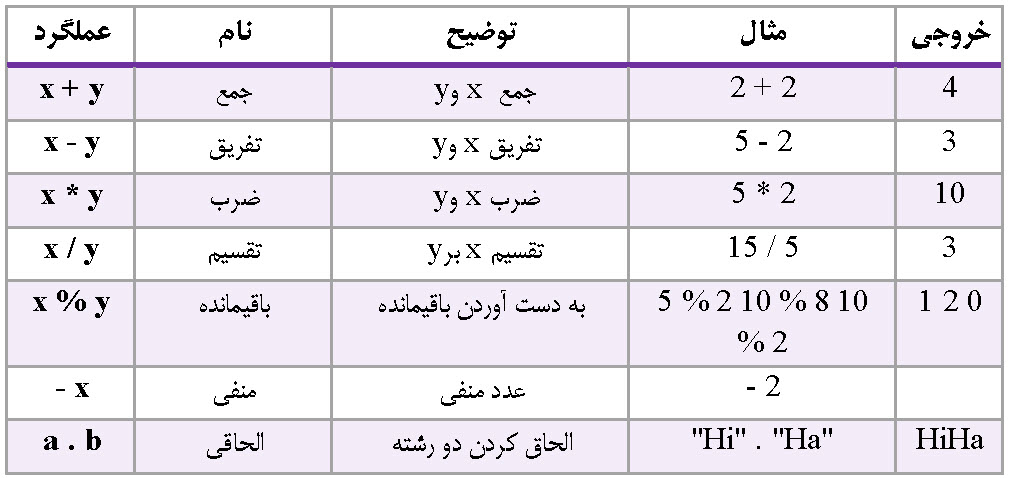 عملگرد نام توضیح مثال خروجی
x + y جمع جمع x وy 2 + 2 4
x - y تفریق تفریق x وy 5 - 2 3
x * y ضرب ضرب x وy 5 * 2 10
x / y تقسیم تقسیم x برy 15 / 5 3
x % y باقیمانده به دست آوردن باقیمانده 5 % 2 10 % 8 10 1 2 0
% 2
- x منفی عدد منفی - 2
a . b الحاقی الحاق کردن دو رشته "Hi" . "Ha" HiHa